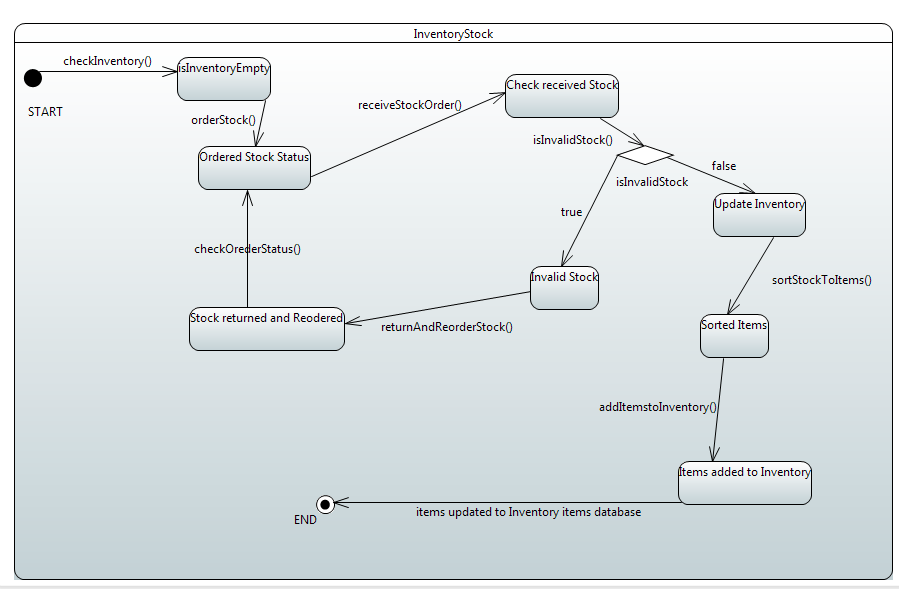 InventoryStock
checkInventory()
START
isInventoryEmpty
orderStock()
Ordered Stock Status
receiveStockOrder()
Check received Stock
isInvalidStock()
isInvalidStock
false
true
Update Inventory
checkOrederStatus()
Invalid Stock
sortStockToItems()
Stock returned and Reodered
returnAndReorderStock()
Sorted Items
addItemstoInventory()
Items added to Inventory
END
items updated to Inventory items database